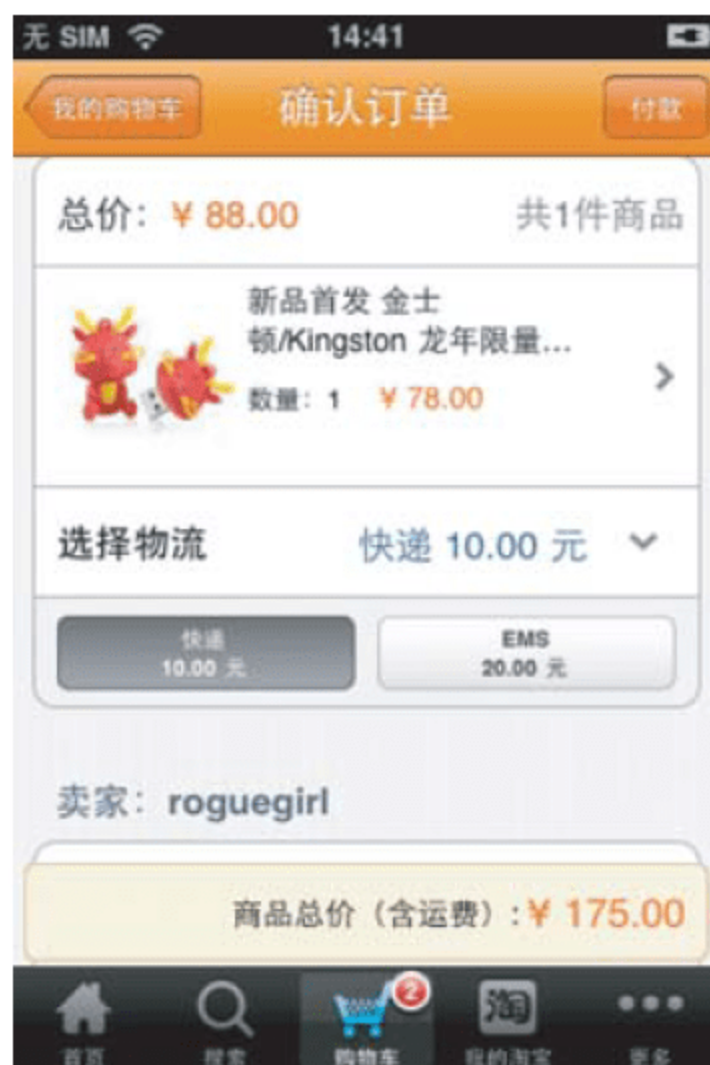 无 SIM 14:41
我的购物车 确认订单 付款
总价：¥ 88.00 共1件商品
新品首发 金士
顿/Kingston 龙年限量...
数量：1 ¥ 78.00
选择物流 快递 10.00 元
快递 EMS
10.00 元 20.00 元
卖家：roguegirl
商品总价（含运费）:¥ 175.00
2
淘
首页 搜索 购物车 我的淘宝 更多